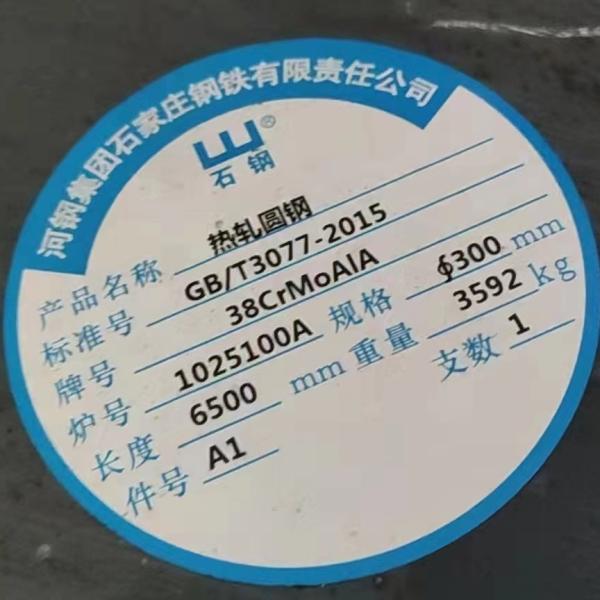 河钢集团石家庄钢铁有限责任公司
®
石钢
产品名称 热轧圆钢
标准号 GB/T3077-2015
牌号 38CrMoAlA
炉号 1025100A 规格 ϕ300 mm
长度 6500 mm 重量 3592 kg
件号 A1 支数 1